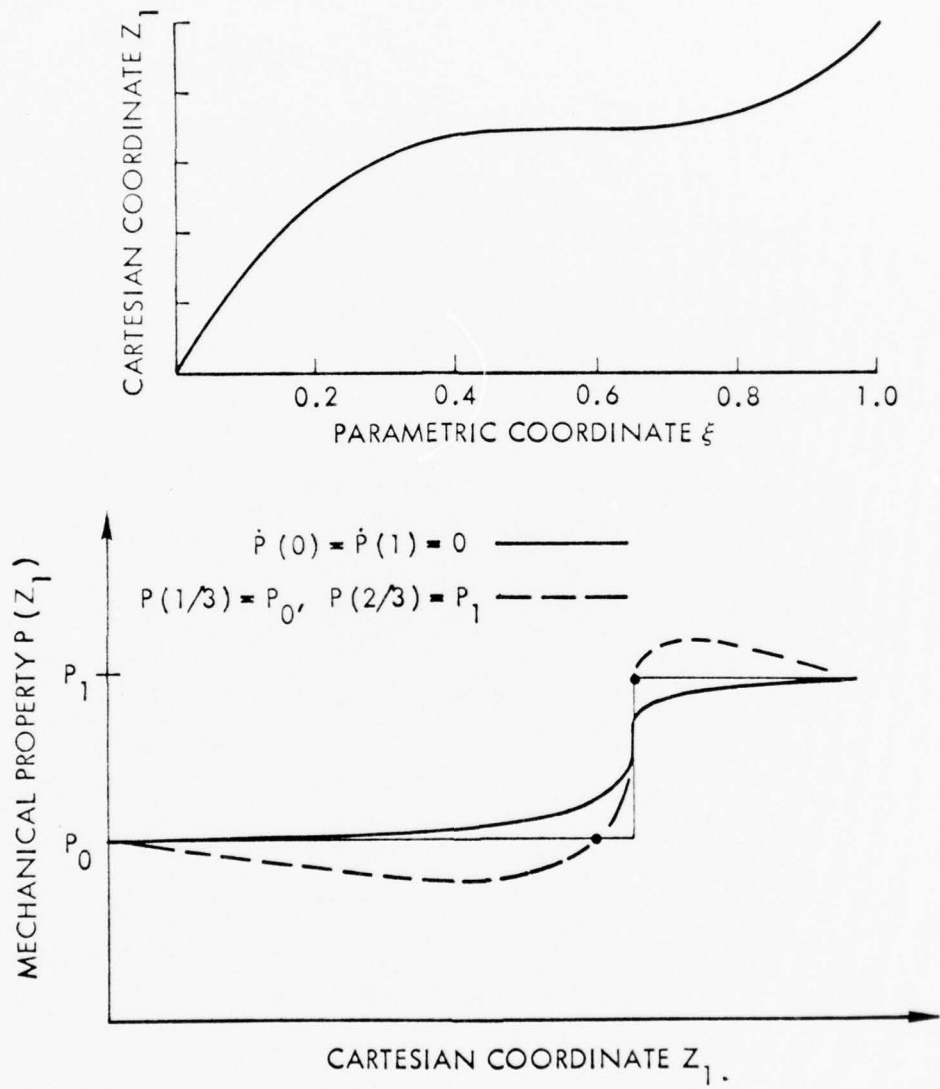 CARTESIAN COORDINATE Z₁
0.2 0.4 0.6 0.8 1.0
PARAMETRIC COORDINATE ξ
Ṗ (0) = Ṗ (1) = 0
P (1/3) = P₀, P (2/3) = P₁
MECHANICAL PROPERTY P (Z₁)
P₁
P₀
CARTESIAN COORDINATE Z₁.